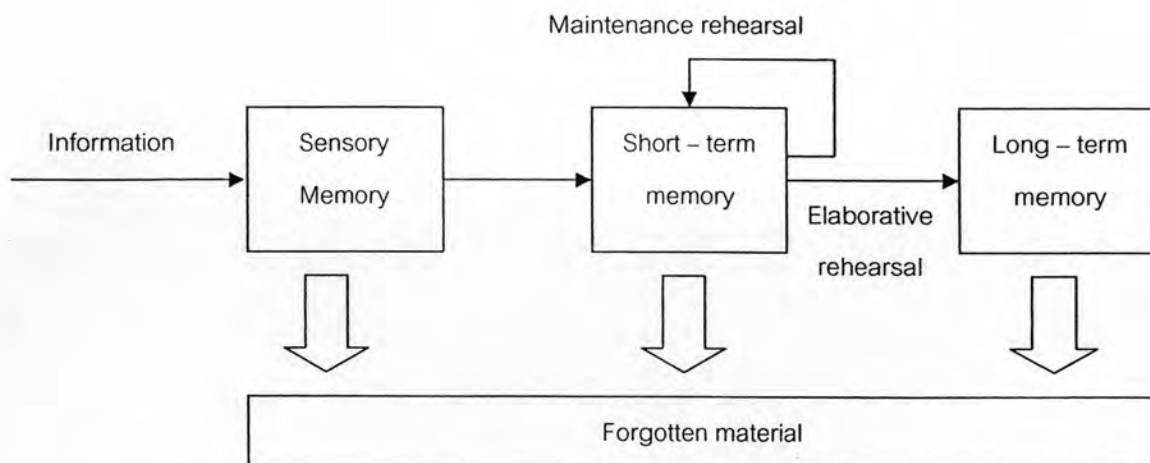 Maintenance rehearsal
Information
Sensory
Memory
Short – term
memory
Elaborative
rehearsal
Long – term
memory
Forgotten material